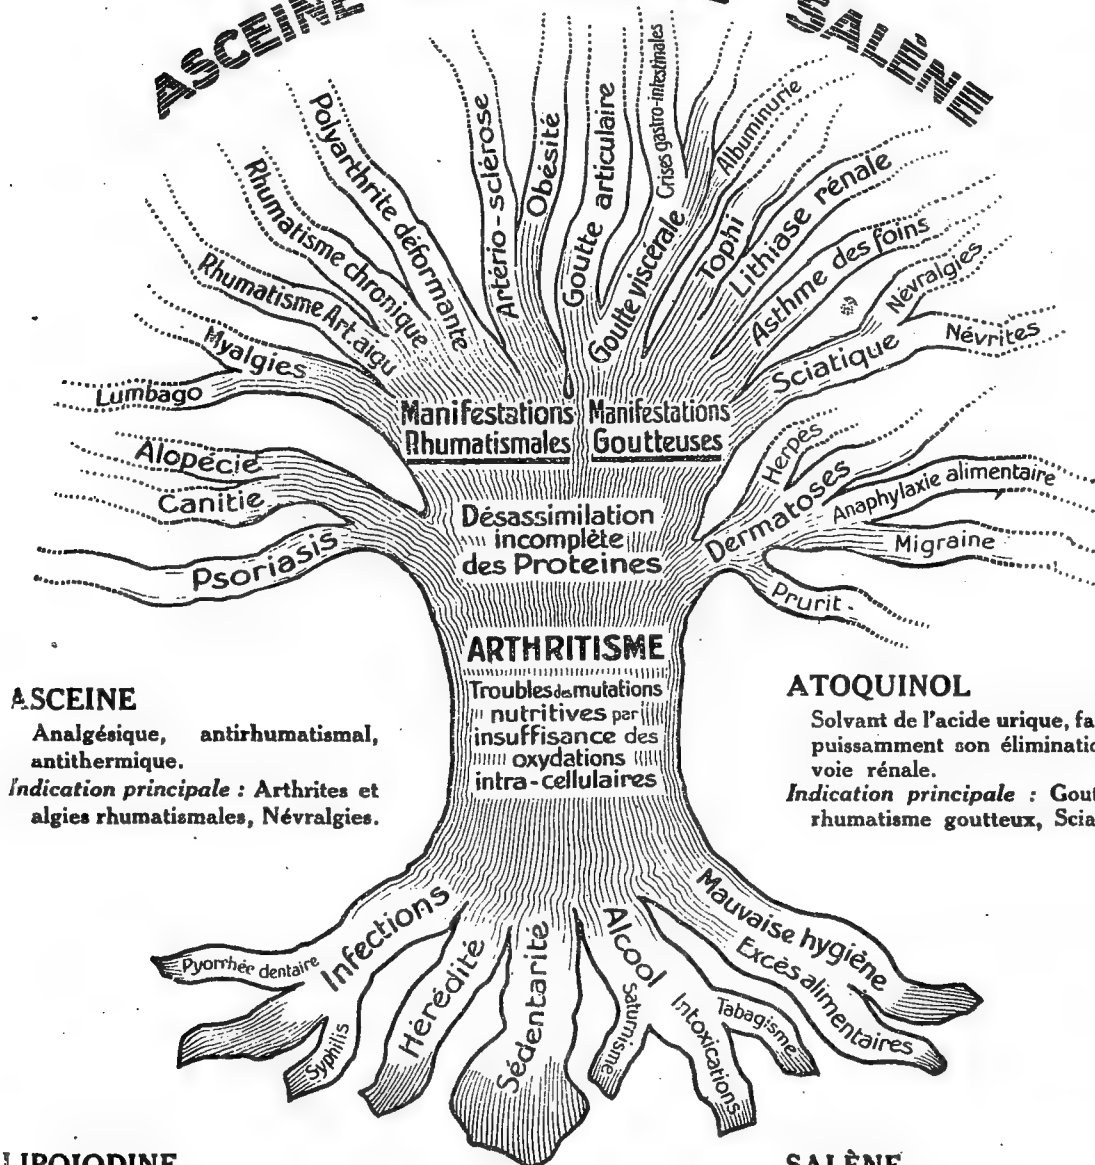 ASCEINE
SALÈNE
Polyarthrite déformante
Rhumatisme chronique
Rhumatisme Art. aigu
Myalgies
Lumbago
Artério-sclérose
Obésité
Goutte articulaire
Crises gastro-intestinales
Goutte viscérale
Albuminurie
Tophi
Lithiase rénale
Asthme des foins
Névralgies
Sciatique
Névrites
Manifestations
Rhumatismales
Manifestations
Goutteuses
Alopécie
Canitie
Psoriasis
Herpès
Dermatoses
Anaphylaxie alimentaire
Migraine
Prurit.
Désassimilation
incomplète
des Proteines
ARTHRITISME
Troubles des mutations
nutritives par
insuffisance des
oxydations
intra-cellulaires
ASCEINE
Analgésique, antirhumatismal,
antithermique.
Indication principale : Arthrites et
algies rhumatismales, Névralgies.
ATOQUINOL
Solvant de l'acide urique, fa
puissamment son éliminatio
voie rénale.
Indication principale : Gout
rhumatisme goutteux, Scia
Infections
Pyorrhée dentaire
Syphilis
Hérédité
Sédentarite
Alcool
Saturnisme
Intoxications
Tabagisme
Mauvaise hygiène
Excès alimentaires
LIPOIODINE
SALÈNE